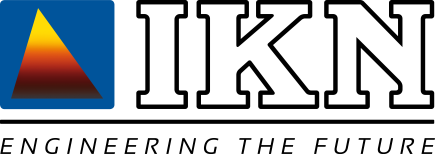 IKN
ENGINEERING THE FUTURE